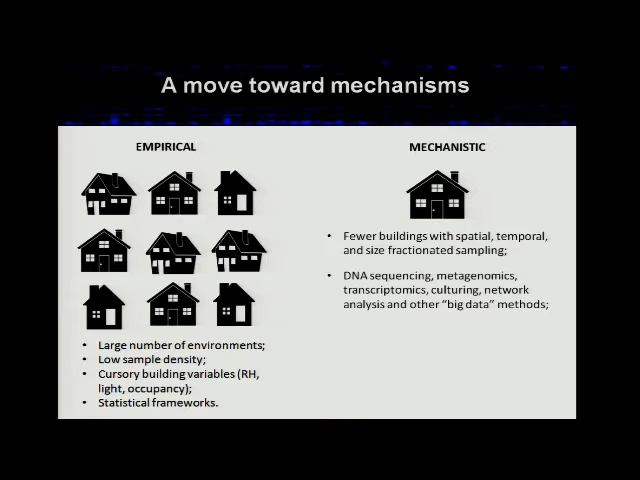 A move toward mechanisms
EMPIRICAL
• Large number of environments;
• Low sample density;
• Cursory building variables (RH,
light, occupancy);
• Statistical frameworks.
MECHANISTIC
• Fewer buildings with spatial, temporal,
and size fractionated sampling;
• DNA sequencing, metagenomics,
transcriptomics, culturing, network
analysis and other “big data” methods;